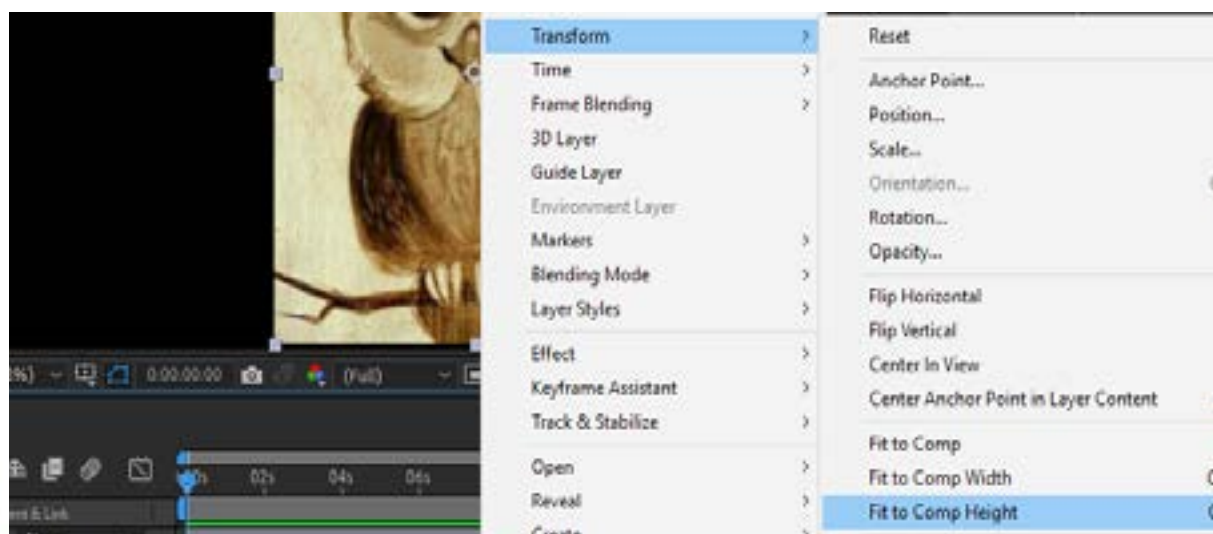 Transform
Time
Frame Blending
3D Layer
Guide Layer
Environment Layer
Markers
Blending Mode
Layer Styles
Effect
Keyframe Assistant
Track & Stabilize
Open
Reveal
Create
Reset
Anchor Point...
Position...
Scale...
Orientation...
Rotation...
Opacity...
Flip Horizontal
Flip Vertical
Center In View
Center Anchor Point in Layer Content
Fit to Comp
Fit to Comp Width
Fit to Comp Height
%) 0:00:00:00 (Full)
02s 04s 06s
& Link